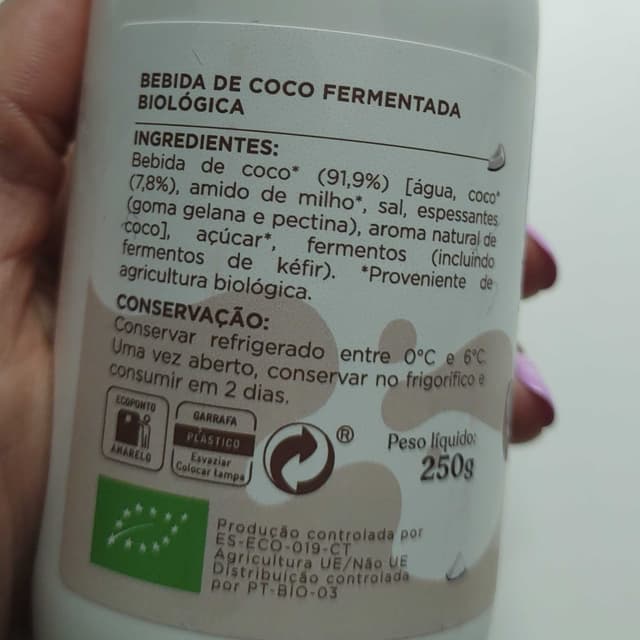 BEBIDA DE COCO FERMENTADA
BIOLÓGICA
INGREDIENTES:
Bebida de coco* (91,9%) [água, coco*
(7,8%), amido de milho*, sal, espessantes
(goma gelana e pectina), aroma natural de
coco], açúcar*, fermentos (incluindo
fermentos de kéfir). *Proveniente de
agricultura biológica.
CONSERVAÇÃO:
Conservar refrigerado entre 0°C e 6°C.
Uma vez aberto, conservar no frigorífico e
consumir em 2 dias.
ECOPONTO
AMARELO
GARRAFA
PLÁSTICO
Esvaziar
Colocar tampa
®
Peso líquido:
250g
Produção controlada por
ES-ECO-019-CT
Agricultura UE/Não UE
Distribuição controlada
por PT-BIO-03